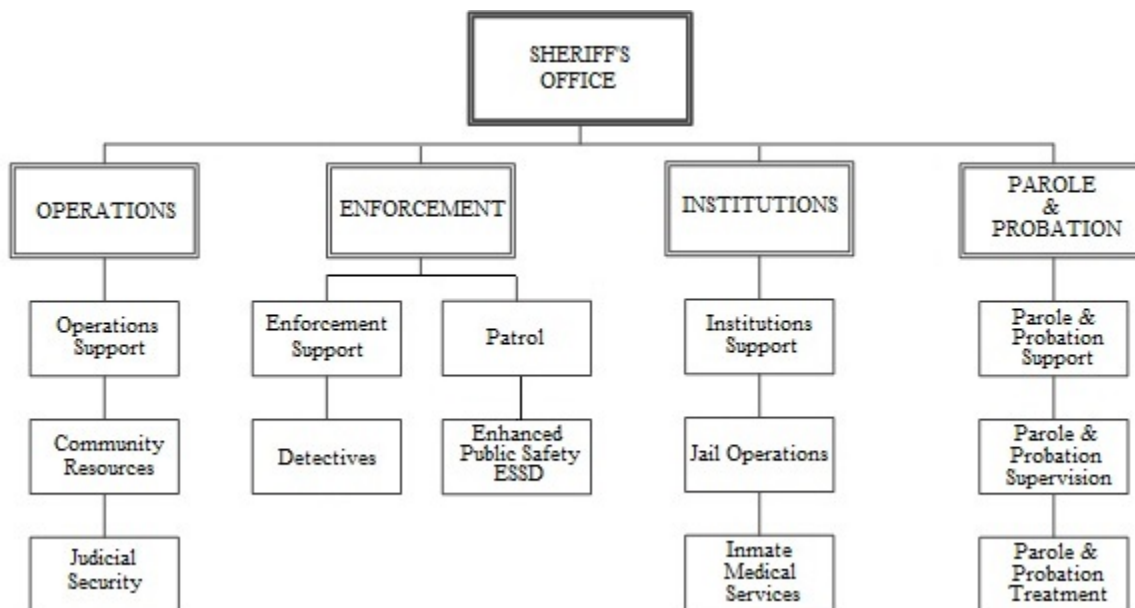 SHERIFF'S
OFFICE
OPERATIONS
ENFORCEMENT
INSTITUTIONS
PAROLE
&
PROBATION
Operations
Support
Enforcement
Support
Patrol
Institutions
Support
Parole &
Probation
Support
Community
Resources
Detectives
Enhanced
Public Safety
ESSD
Jail Operations
Parole &
Probation
Supervision
Judicial
Security
Inmate
Medical
Services
Parole &
Probation
Treatment